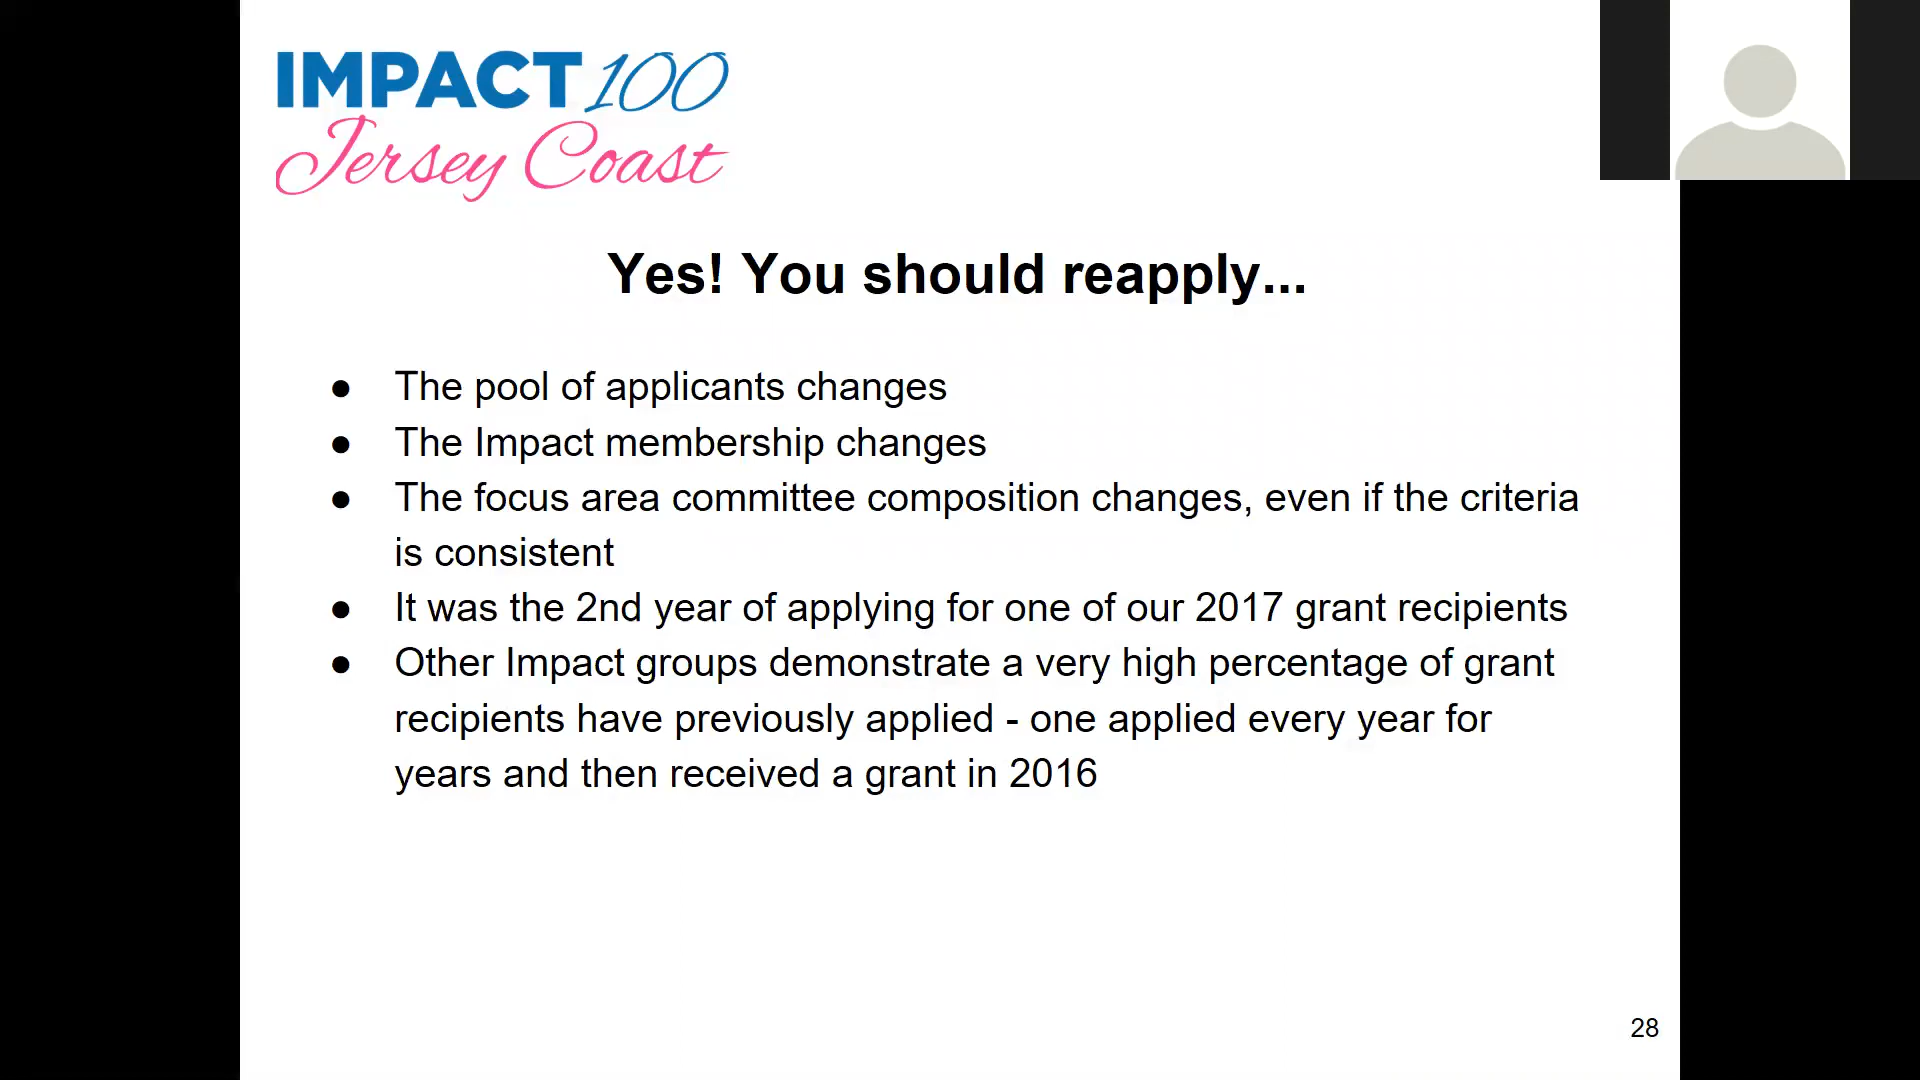 IMPACT 100
Jersey Coast
Yes! You should reapply...
● The pool of applicants changes
● The Impact membership changes
● The focus area committee composition changes, even if the criteria
is consistent
● It was the 2nd year of applying for one of our 2017 grant recipients
● Other Impact groups demonstrate a very high percentage of grant
recipients have previously applied - one applied every year for
years and then received a grant in 2016
28